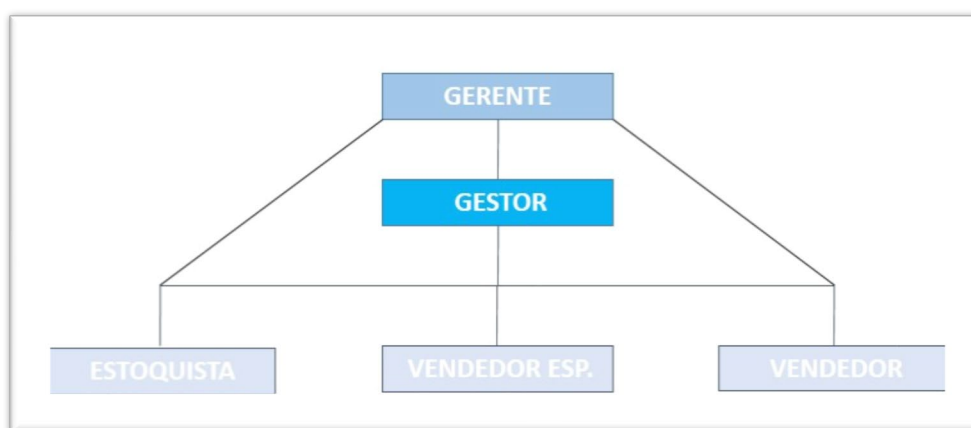 GERENTE
GESTOR
ESTOQUISTA
VENDEDOR ESP.
VENDEDOR